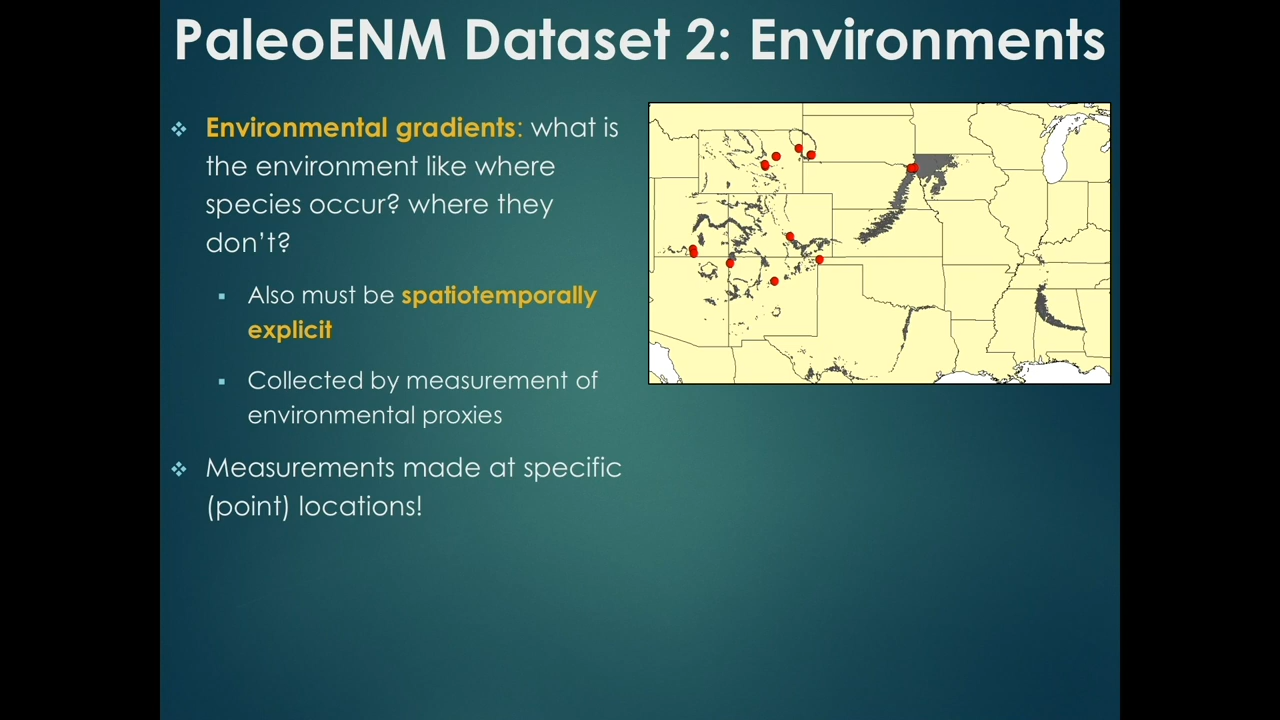 PaleoENM Dataset 2: Environments
Environmental gradients: what is
the environment like where
species occur? where they
don't?
Also must be spatiotemporally
explicit
Collected by measurement of
environmental proxies
Measurements made at specific
(point) locations!